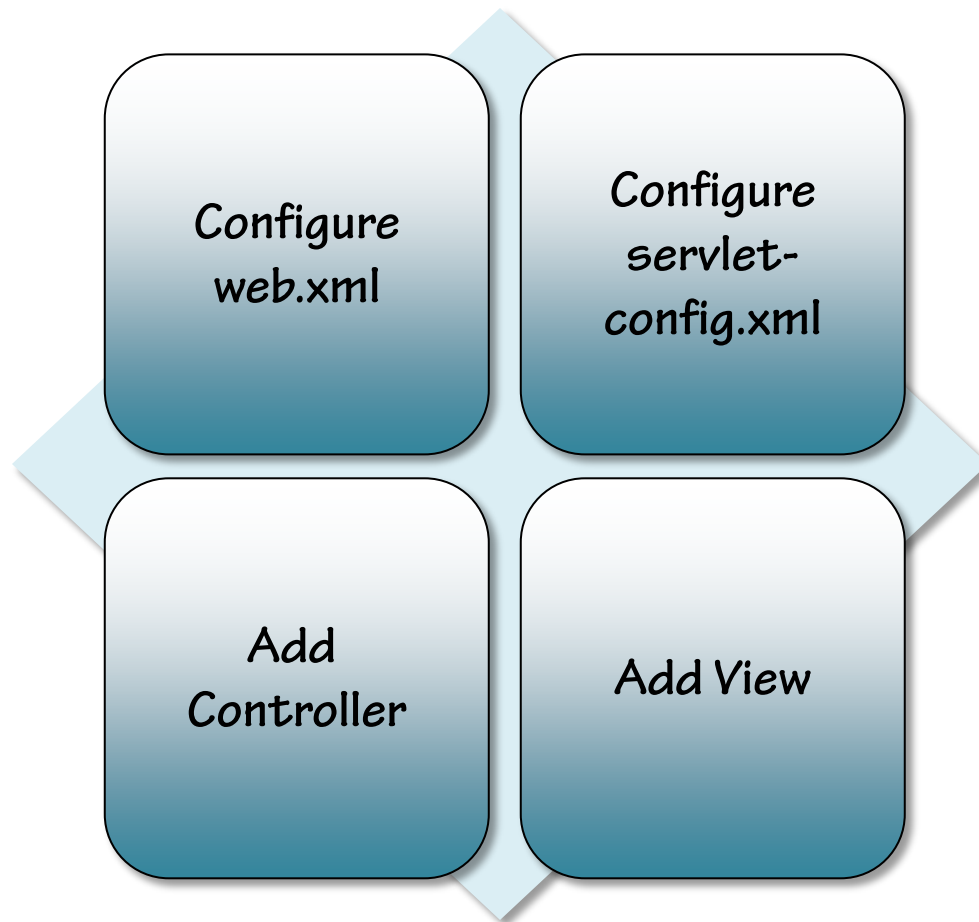 Configure
web.xml
Configure
servlet-
config.xml
Add
Controller
Add View